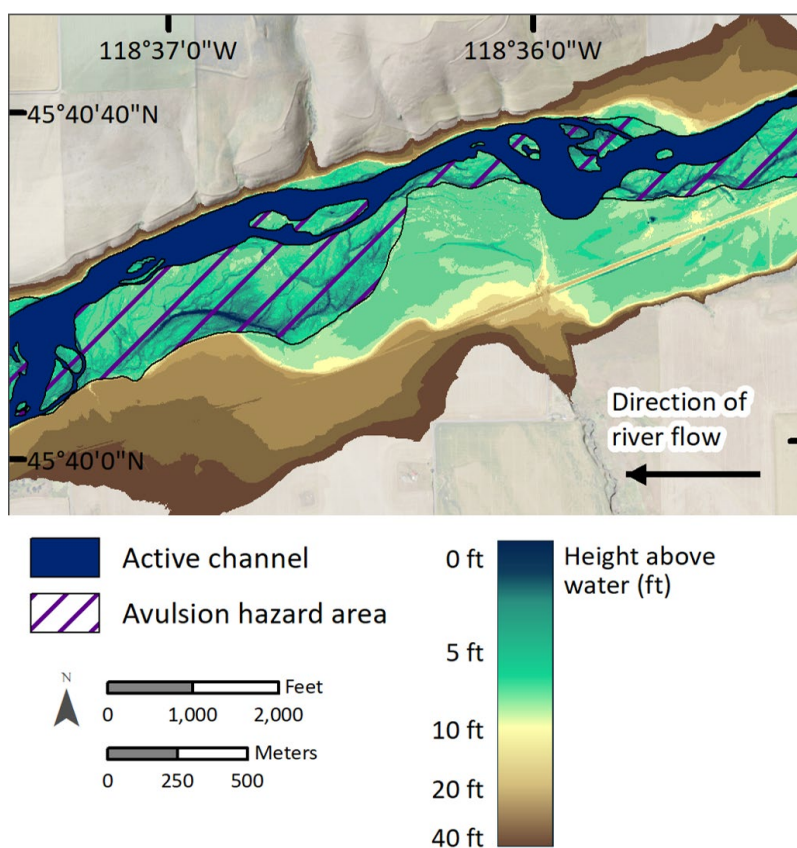 118°37'0"W
118°36'0"W
45°40'40"N
Direction of
river flow
45°40'0"N
Active channel
Avulsion hazard area
N
Feet
0 1,000 2,000
Meters
0 250 500
0 ft
Height above
water (ft)
5 ft
10 ft
20 ft
40 ft